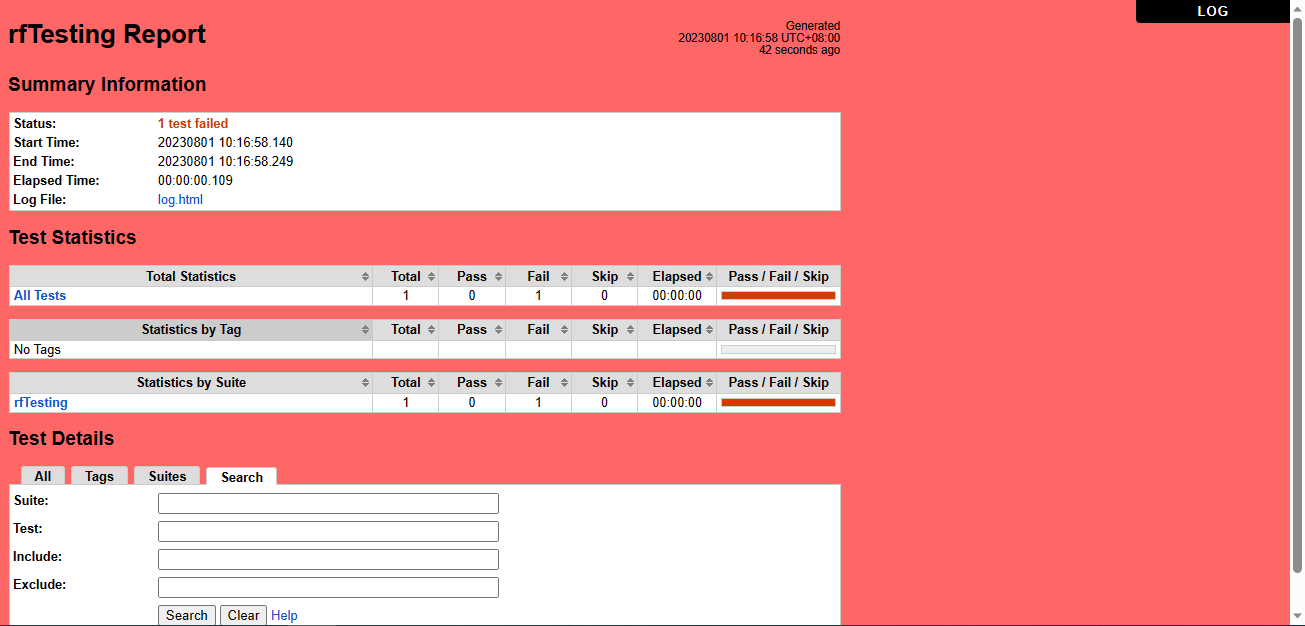 LOG
rfTesting Report
Generated
20230801 10:16:58 UTC+08:00
42 seconds ago
Summary Information
Status: 1 test failed
Start Time: 20230801 10:16:58.140
End Time: 20230801 10:16:58.249
Elapsed Time: 00:00:00.109
Log File: log.html
Test Statistics
Total Statistics Total Pass Fail Skip Elapsed Pass / Fail / Skip
All Tests 1 0 1 0 00:00:00
Statistics by Tag Total Pass Fail Skip Elapsed Pass / Fail / Skip
No Tags
Statistics by Suite Total Pass Fail Skip Elapsed Pass / Fail / Skip
rfTesting 1 0 1 0 00:00:00
Test Details
All Tags Suites Search
Suite:
Test:
Include:
Exclude:
Search Clear Help